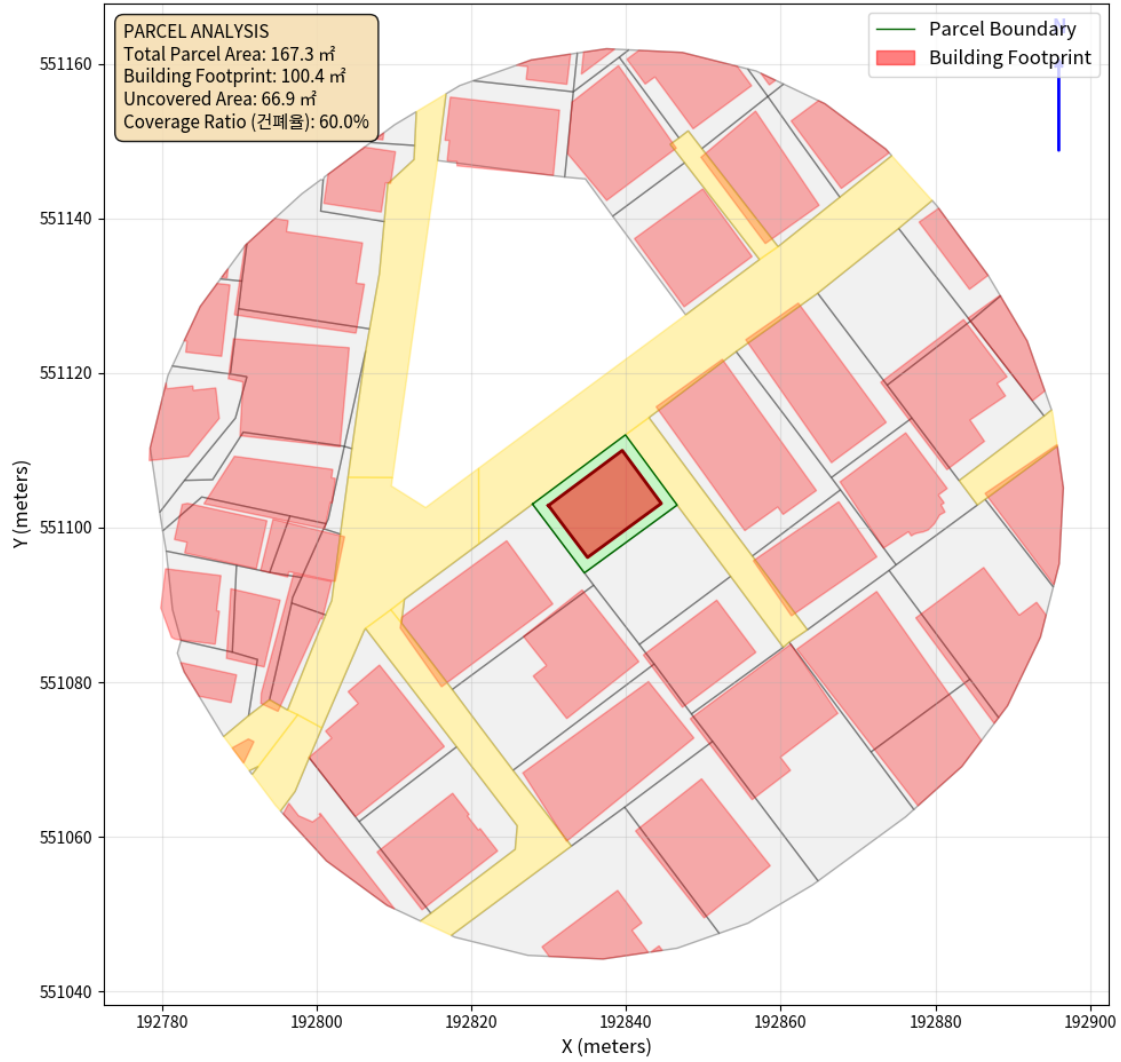 PARCEL ANALYSIS
Total Parcel Area: 167.3 ㎡
Building Footprint: 100.4 ㎡
Uncovered Area: 66.9 ㎡
Coverage Ratio (건폐율): 60.0%
Parcel Boundary
Building Footprint
N
Y (meters)
551160
551140
551120
551100
551080
551060
551040
192780
192800
192820
192840
192860
192880
192900
X (meters)